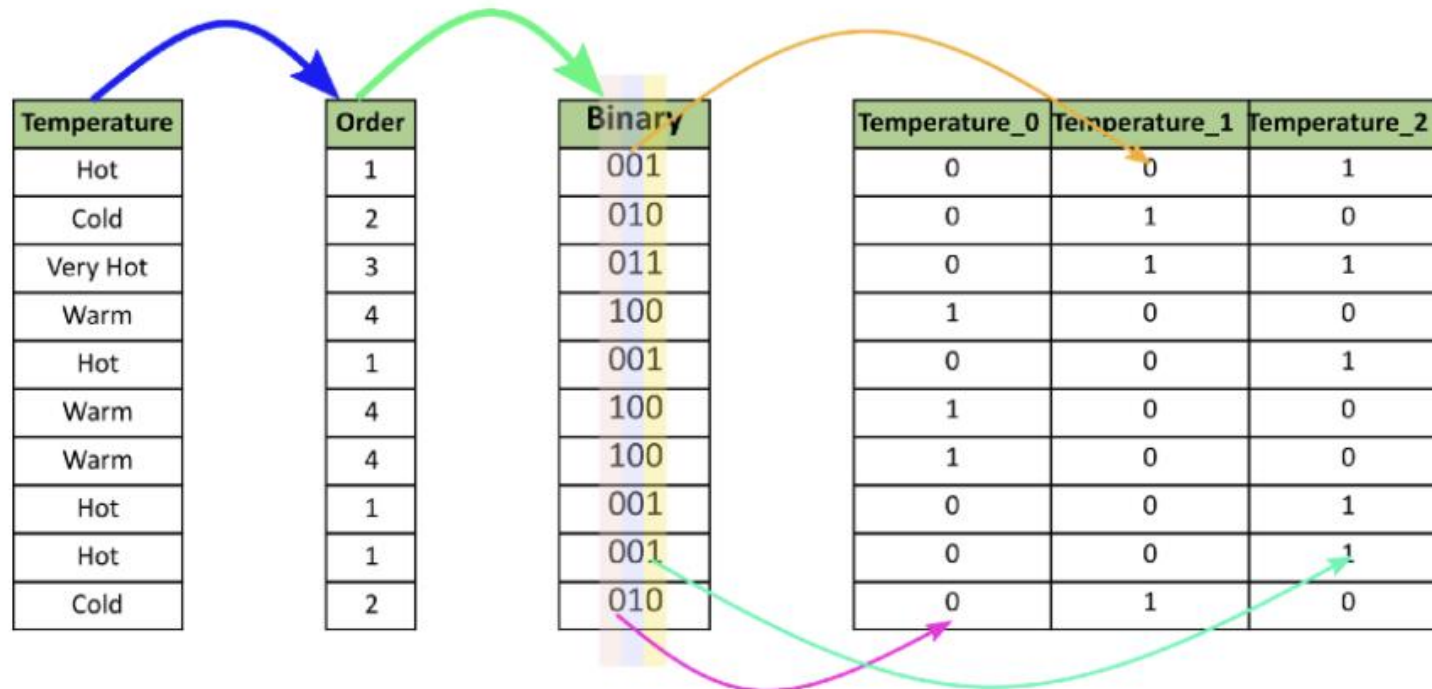 Temperature Order Binary Temperature_0 Temperature_1 Temperature_2
Hot 1 001 0 0 1
Cold 2 010 0 1 0
Very Hot 3 011 0 1 1
Warm 4 100 1 0 0
Hot 1 001 0 0 1
Warm 4 100 1 0 0
Warm 4 100 1 0 0
Hot 1 001 0 0 1
Hot 1 001 0 0 1
Cold 2 010 0 1 0